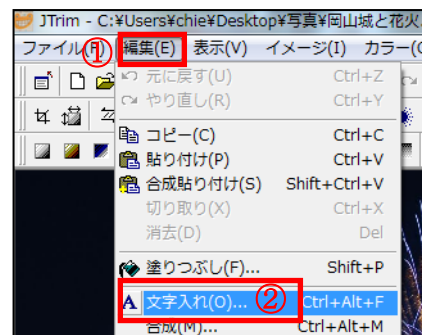 JTrim - C:¥Users¥chie¥Desktop¥写真¥岡山城と花火
ファイル(F) 編集(E) 表示(V) イメージ(I) カラー(C
①
元に戻す(U) Ctrl+Z
やり直し(R) Ctrl+Y
コピー(C) Ctrl+C
貼り付け(P) Ctrl+V
合成貼り付け(S) Shift+Ctrl+V
切り取り(X) Ctrl+X
消去(D) Del
塗りつぶし(F)... Shift+P
A 文字入れ(O)... ② Ctrl+Alt+F
合成(M)... Ctrl+Alt+M